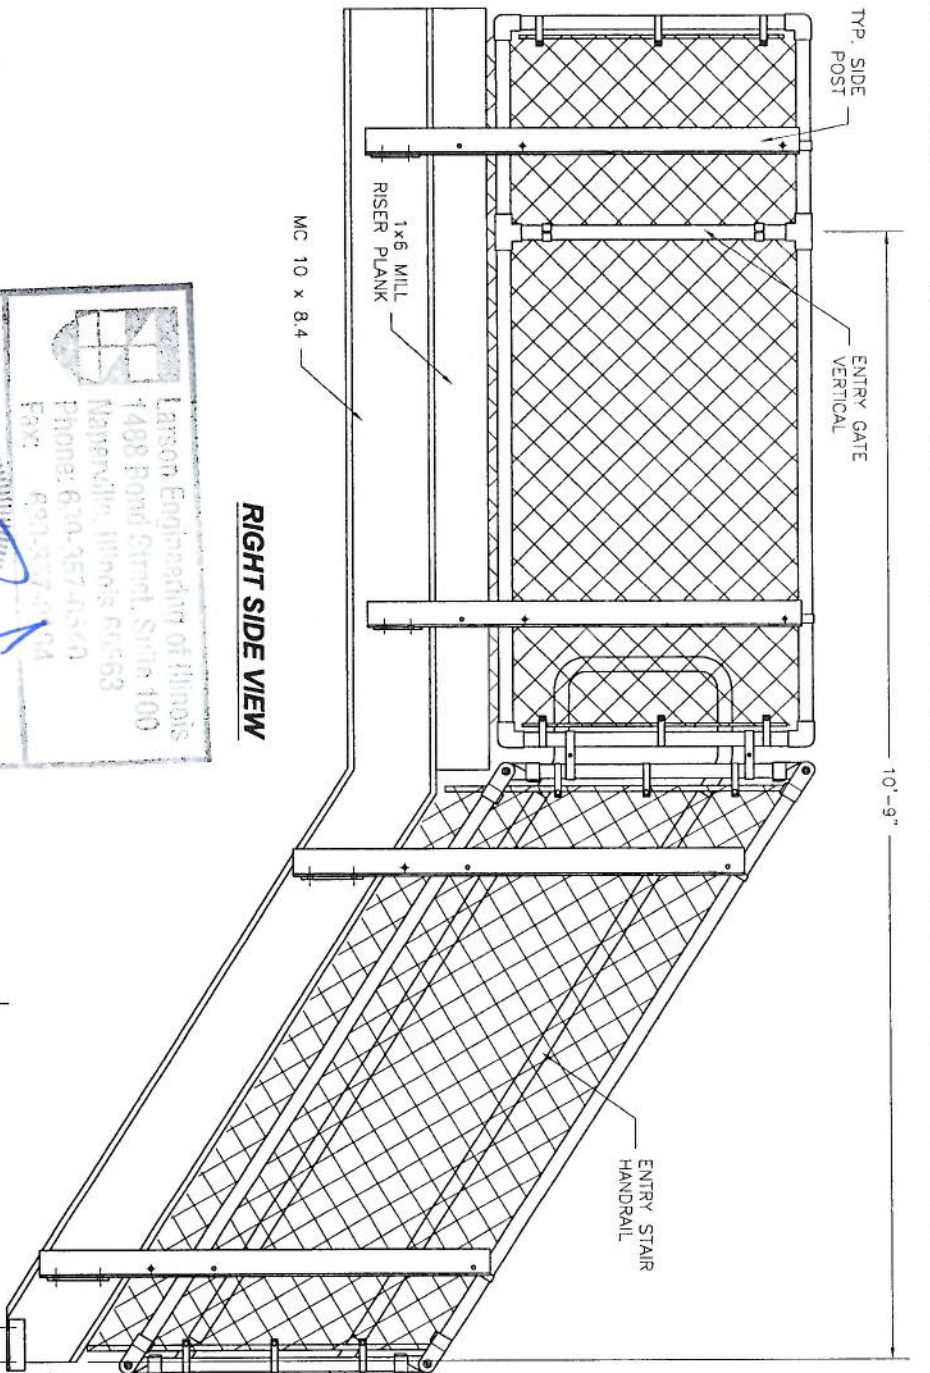 TYP. SIDE
POST
ENTRY GATE
VERTICAL
10'-9"
1x6 MILL
RISER PLANK
MC 10 x 8.4
ENTRY STAIR
HANDRAIL
RIGHT SIDE VIEW
Larson Engineering of Illinois
1488 Bond Street, Suite 100
Naperville, Illinois 60563
Phone: 630-357-
Fax: